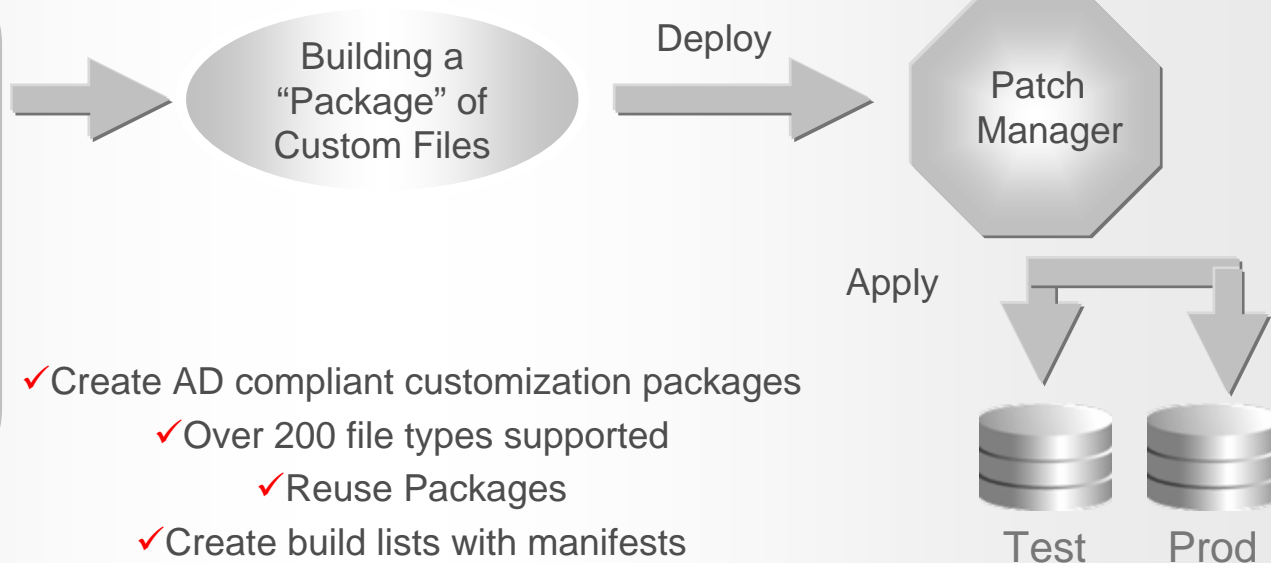 Building a
“Package” of
Custom Files
Deploy
Patch
Manager
Apply
✓Create AD compliant customization packages
✓Over 200 file types supported
✓Reuse Packages
✓Create build lists with manifests
Test
Prod